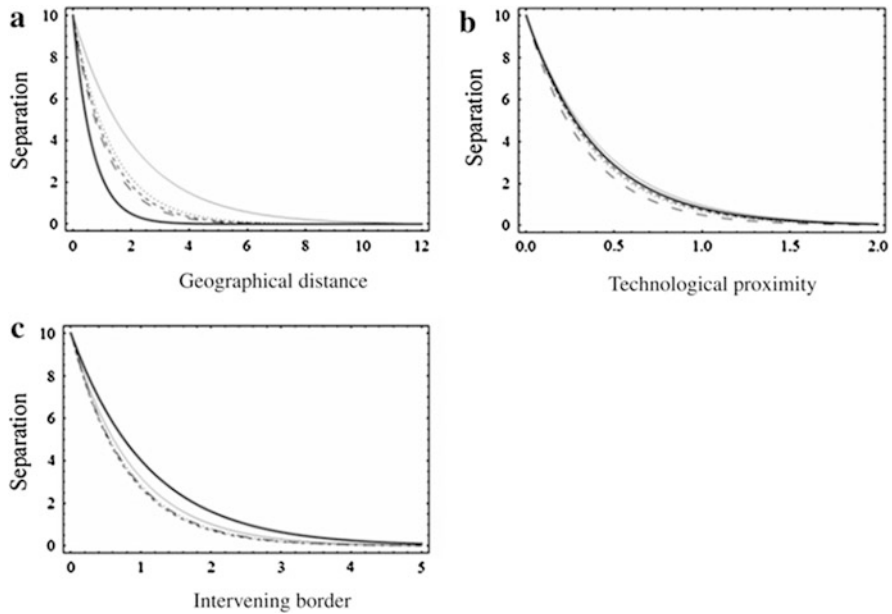 a
10
8
6
4
2
0
Separation
0 2 4 6 8 10 12
Geographical distance
b
10
8
6
4
2
0
Separation
0.0 0.5 1.0 1.5 2.0
Technological proximity
c
10
8
6
4
2
0
Separation
0 1 2 3 4 5
Intervening border